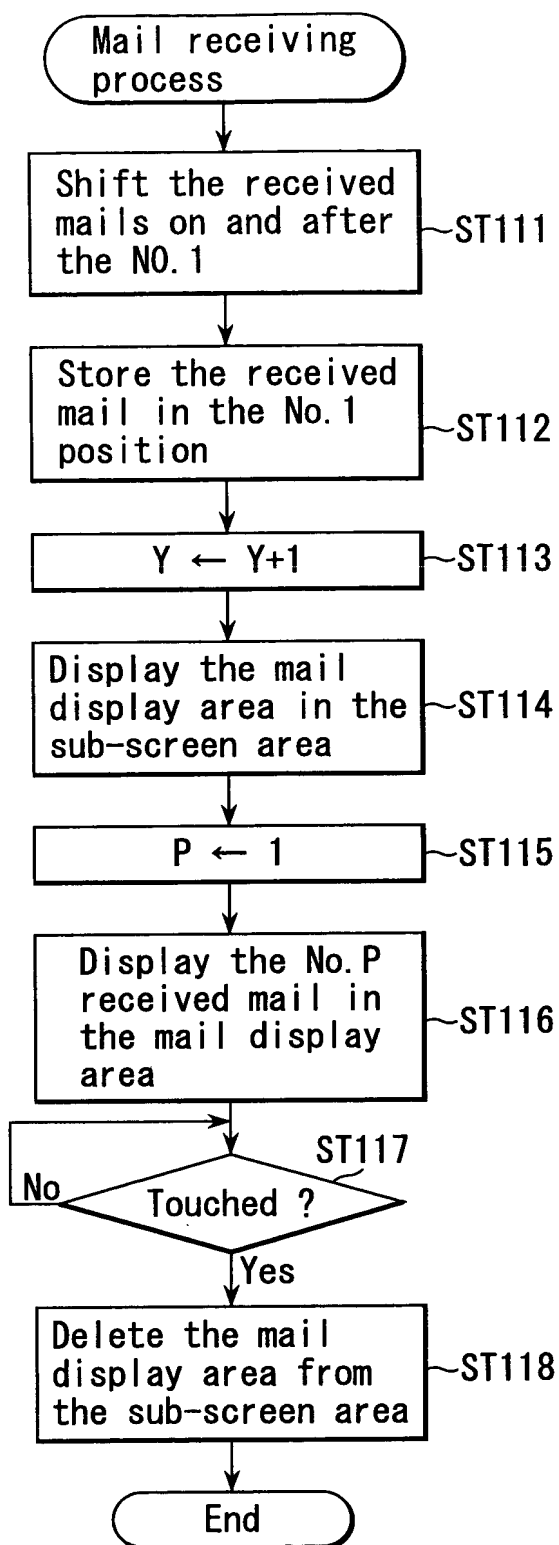 Mail receiving
process
Shift the received
mails on and after
the NO.1
ST111
Store the received
mail in the No.1
position
ST112
Y ← Y+1
ST113
Display the mail
display area in the
sub-screen area
ST114
P ← 1
ST115
Display the No.P
received mail in
the mail display
area
ST116
ST117
No
Touched ?
Yes
Delete the mail
display area from
the sub-screen area
ST118
End